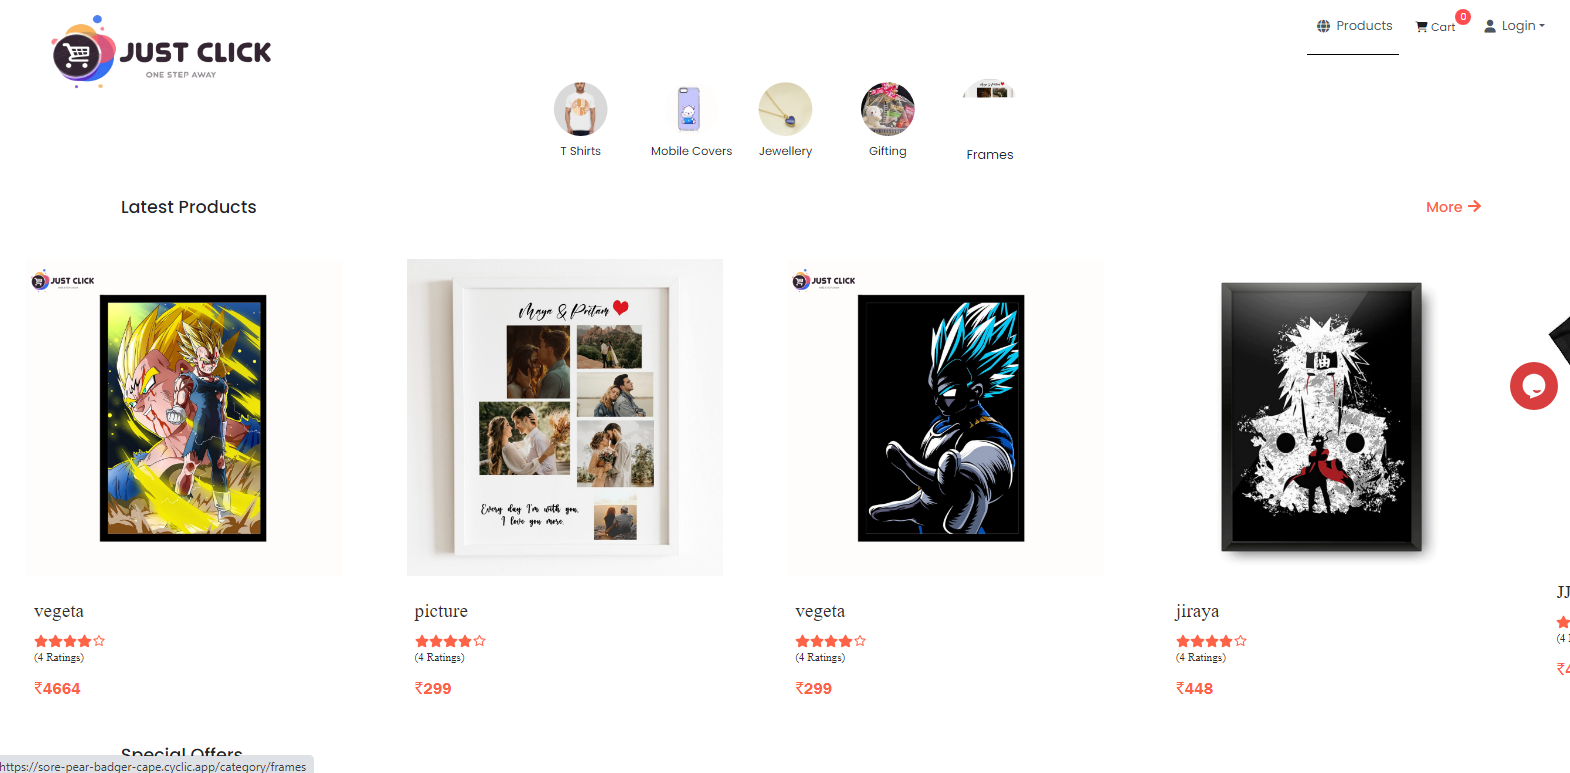 JUST CLICK
ONE STEP AWAY
Products
Cart
0
Login
T Shirts
Mobile Covers
Jewellery
Gifting
Frames
Latest Products
More →
JUST CLICK
Maya & Pritam
Every day I'm with you,
I love you more.
JUST CLICK
油
vegeta
(4 Ratings)
₹4664
picture
(4 Ratings)
₹299
vegeta
(4 Ratings)
₹299
jiraya
(4 Ratings)
₹448
JJ
(4
₹4
Special Offers
https://sore-pear-badger-cape.cyclic.app/category/frames